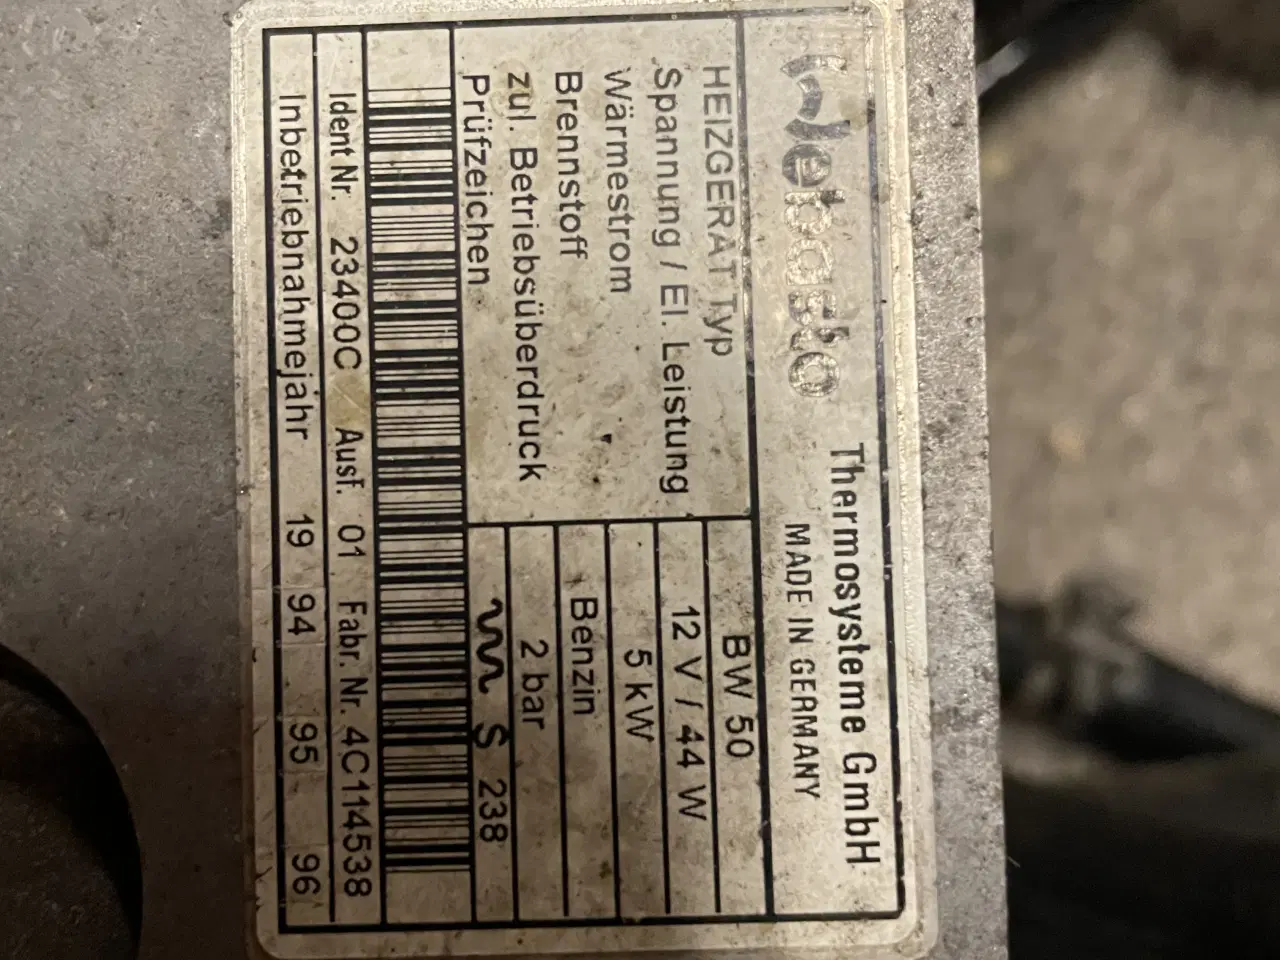 Webasto Thermosysteme GmbH
MADE IN GERMANY
HEIZGERÄT Typ BW 50
Spannung / El. Leistung 12 V / 44 W
Wärmestrom 5 kW
Brennstoff Benzin
zul. Betriebsüberdruck 2 bar
Prüfzeichen S 238
Ident Nr. 23400C Ausf. 01 Fabr. Nr. 4C114538
Inbetriebnahmejahr 19 94 95 96